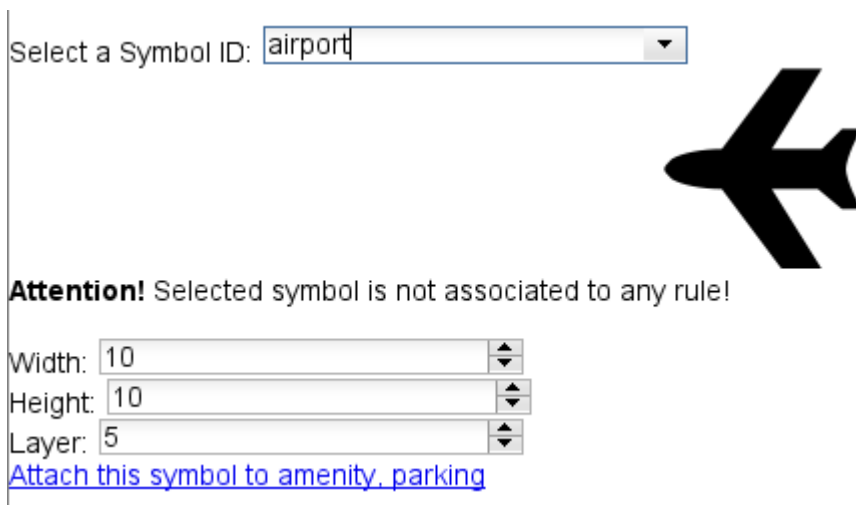 Select a Symbol ID: airport
Attention! Selected symbol is not associated to any rule!
Width: 10
Height: 10
Layer: 5
Attach this symbol to amenity, parking